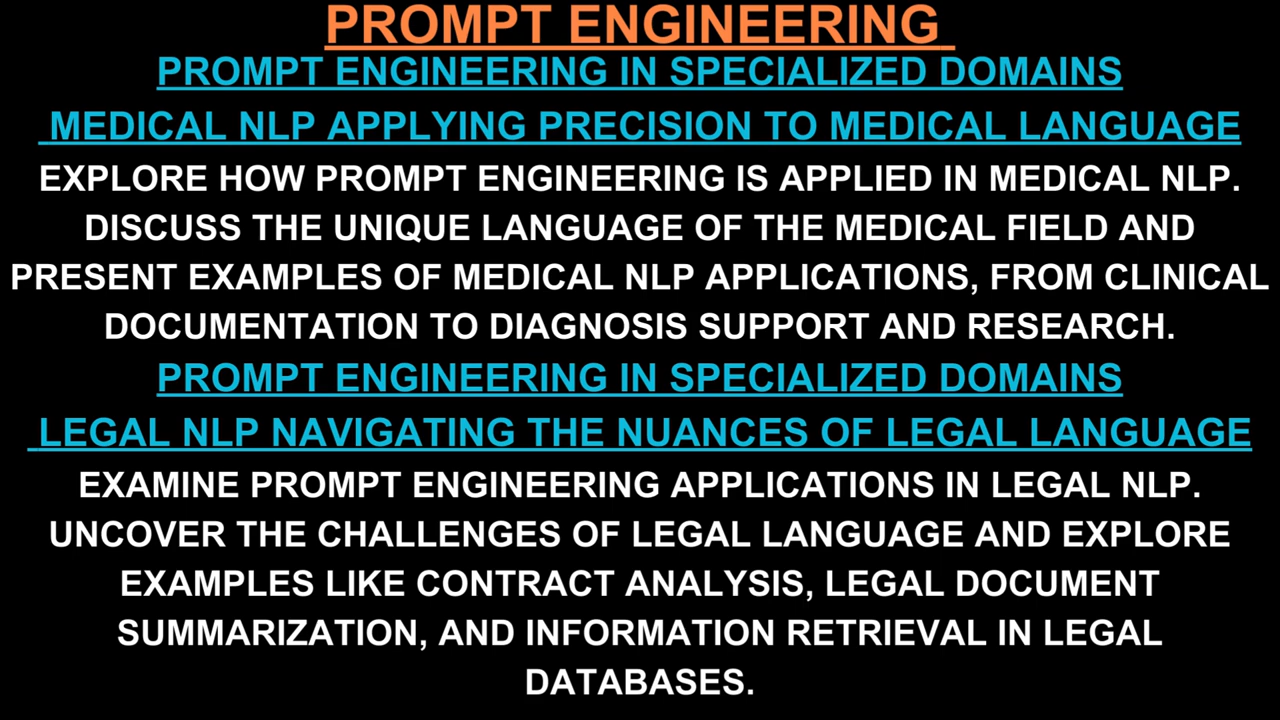 PROMPT ENGINEERING
PROMPT ENGINEERING IN SPECIALIZED DOMAINS
MEDICAL NLP APPLYING PRECISION TO MEDICAL LANGUAGE
EXPLORE HOW PROMPT ENGINEERING IS APPLIED IN MEDICAL NLP.
DISCUSS THE UNIQUE LANGUAGE OF THE MEDICAL FIELD AND
PRESENT EXAMPLES OF MEDICAL NLP APPLICATIONS, FROM CLINICAL
DOCUMENTATION TO DIAGNOSIS SUPPORT AND RESEARCH.
PROMPT ENGINEERING IN SPECIALIZED DOMAINS
LEGAL NLP NAVIGATING THE NUANCES OF LEGAL LANGUAGE
EXAMINE PROMPT ENGINEERING APPLICATIONS IN LEGAL NLP.
UNCOVER THE CHALLENGES OF LEGAL LANGUAGE AND EXPLORE
EXAMPLES LIKE CONTRACT ANALYSIS, LEGAL DOCUMENT
SUMMARIZATION, AND INFORMATION RETRIEVAL IN LEGAL
DATABASES.